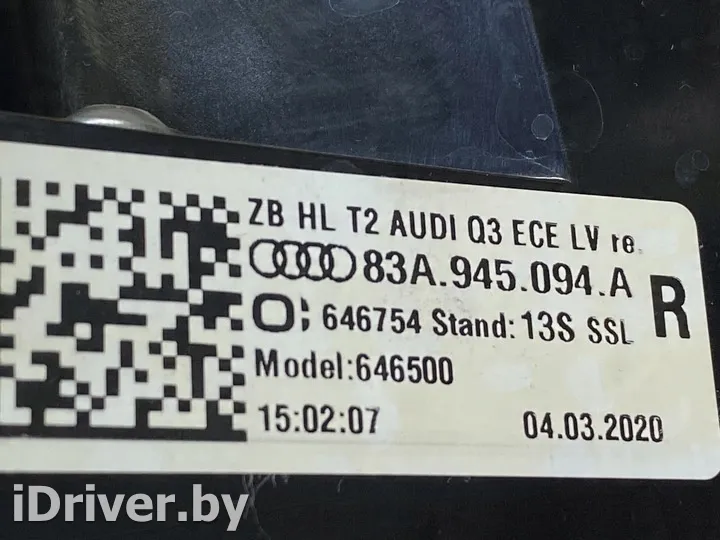 ZB HL T2 AUDI Q3 ECE LV re.
83A.945.094.A
R
646754 Stand: 13S SSL
Model:646500
15:02:07 04.03.2020
iDriver.by